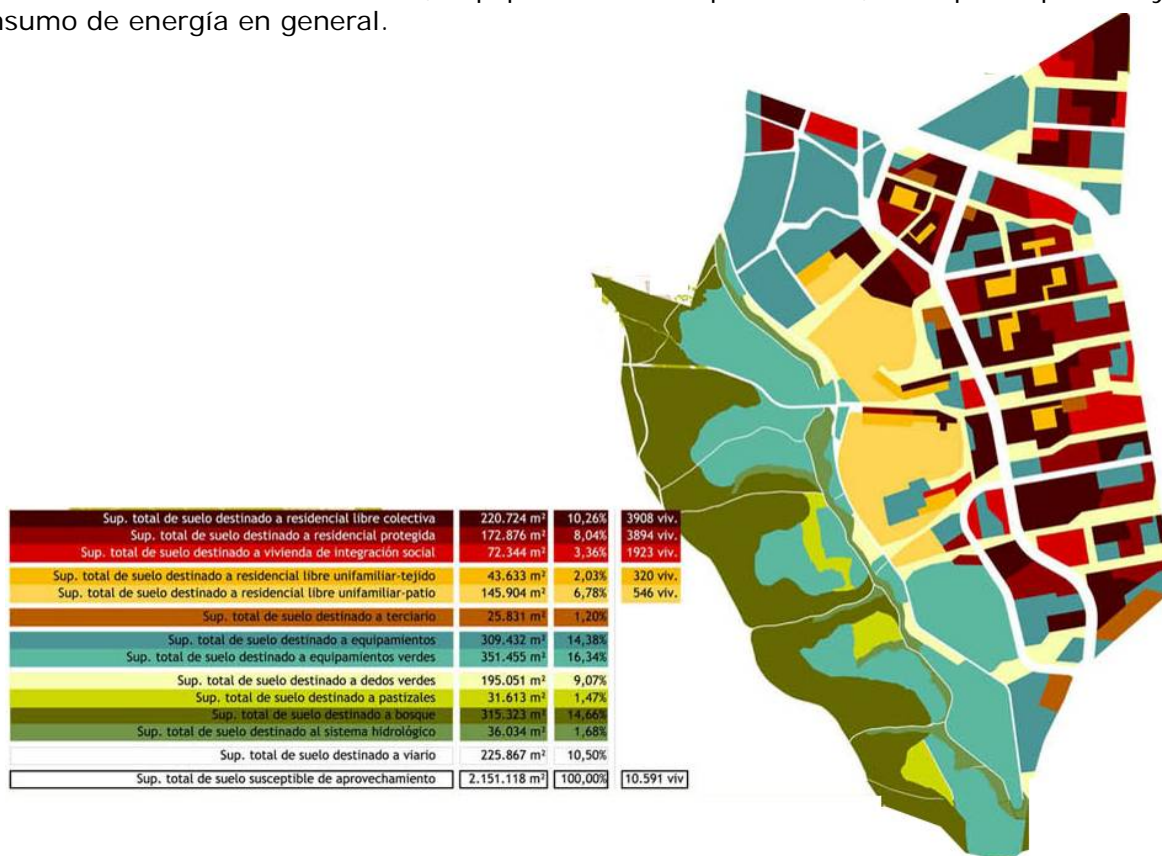 consumo de energía en general.
Sup. total de suelo destinado a residencial libre colectiva 220.724 m² 10,26% 3908 viv.
Sup. total de suelo destinado a residencial protegida 172.876 m² 8,04% 3894 viv.
Sup. total de suelo destinado a vivienda de integración social 72.344 m² 3,36% 1923 viv.
Sup. total de suelo destinado a residencial libre unifamiliar-tejido 43.633 m² 2,03% 320 viv.
Sup. total de suelo destinado a residencial libre unifamiliar-patio 145.904 m² 6,78% 546 viv.
Sup. total de suelo destinado a terciario 25.831 m² 1,20%
Sup. total de suelo destinado a equipamientos 309.432 m² 14,38%
Sup. total de suelo destinado a equipamientos verdes 351.455 m² 16,34%
Sup. total de suelo destinado a dedos verdes 195.051 m² 9,07%
Sup. total de suelo destinado a pastizales 31.613 m² 1,47%
Sup. total de suelo destinado a bosque 315.323 m² 14,66%
Sup. total de suelo destinado al sistema hidrológico 36.034 m² 1,68%
Sup. total de suelo destinado a viario 225.867 m² 10,50%
Sup. total de suelo susceptible de aprovechamiento 2.151.118 m² 100,00% 10.591 viv